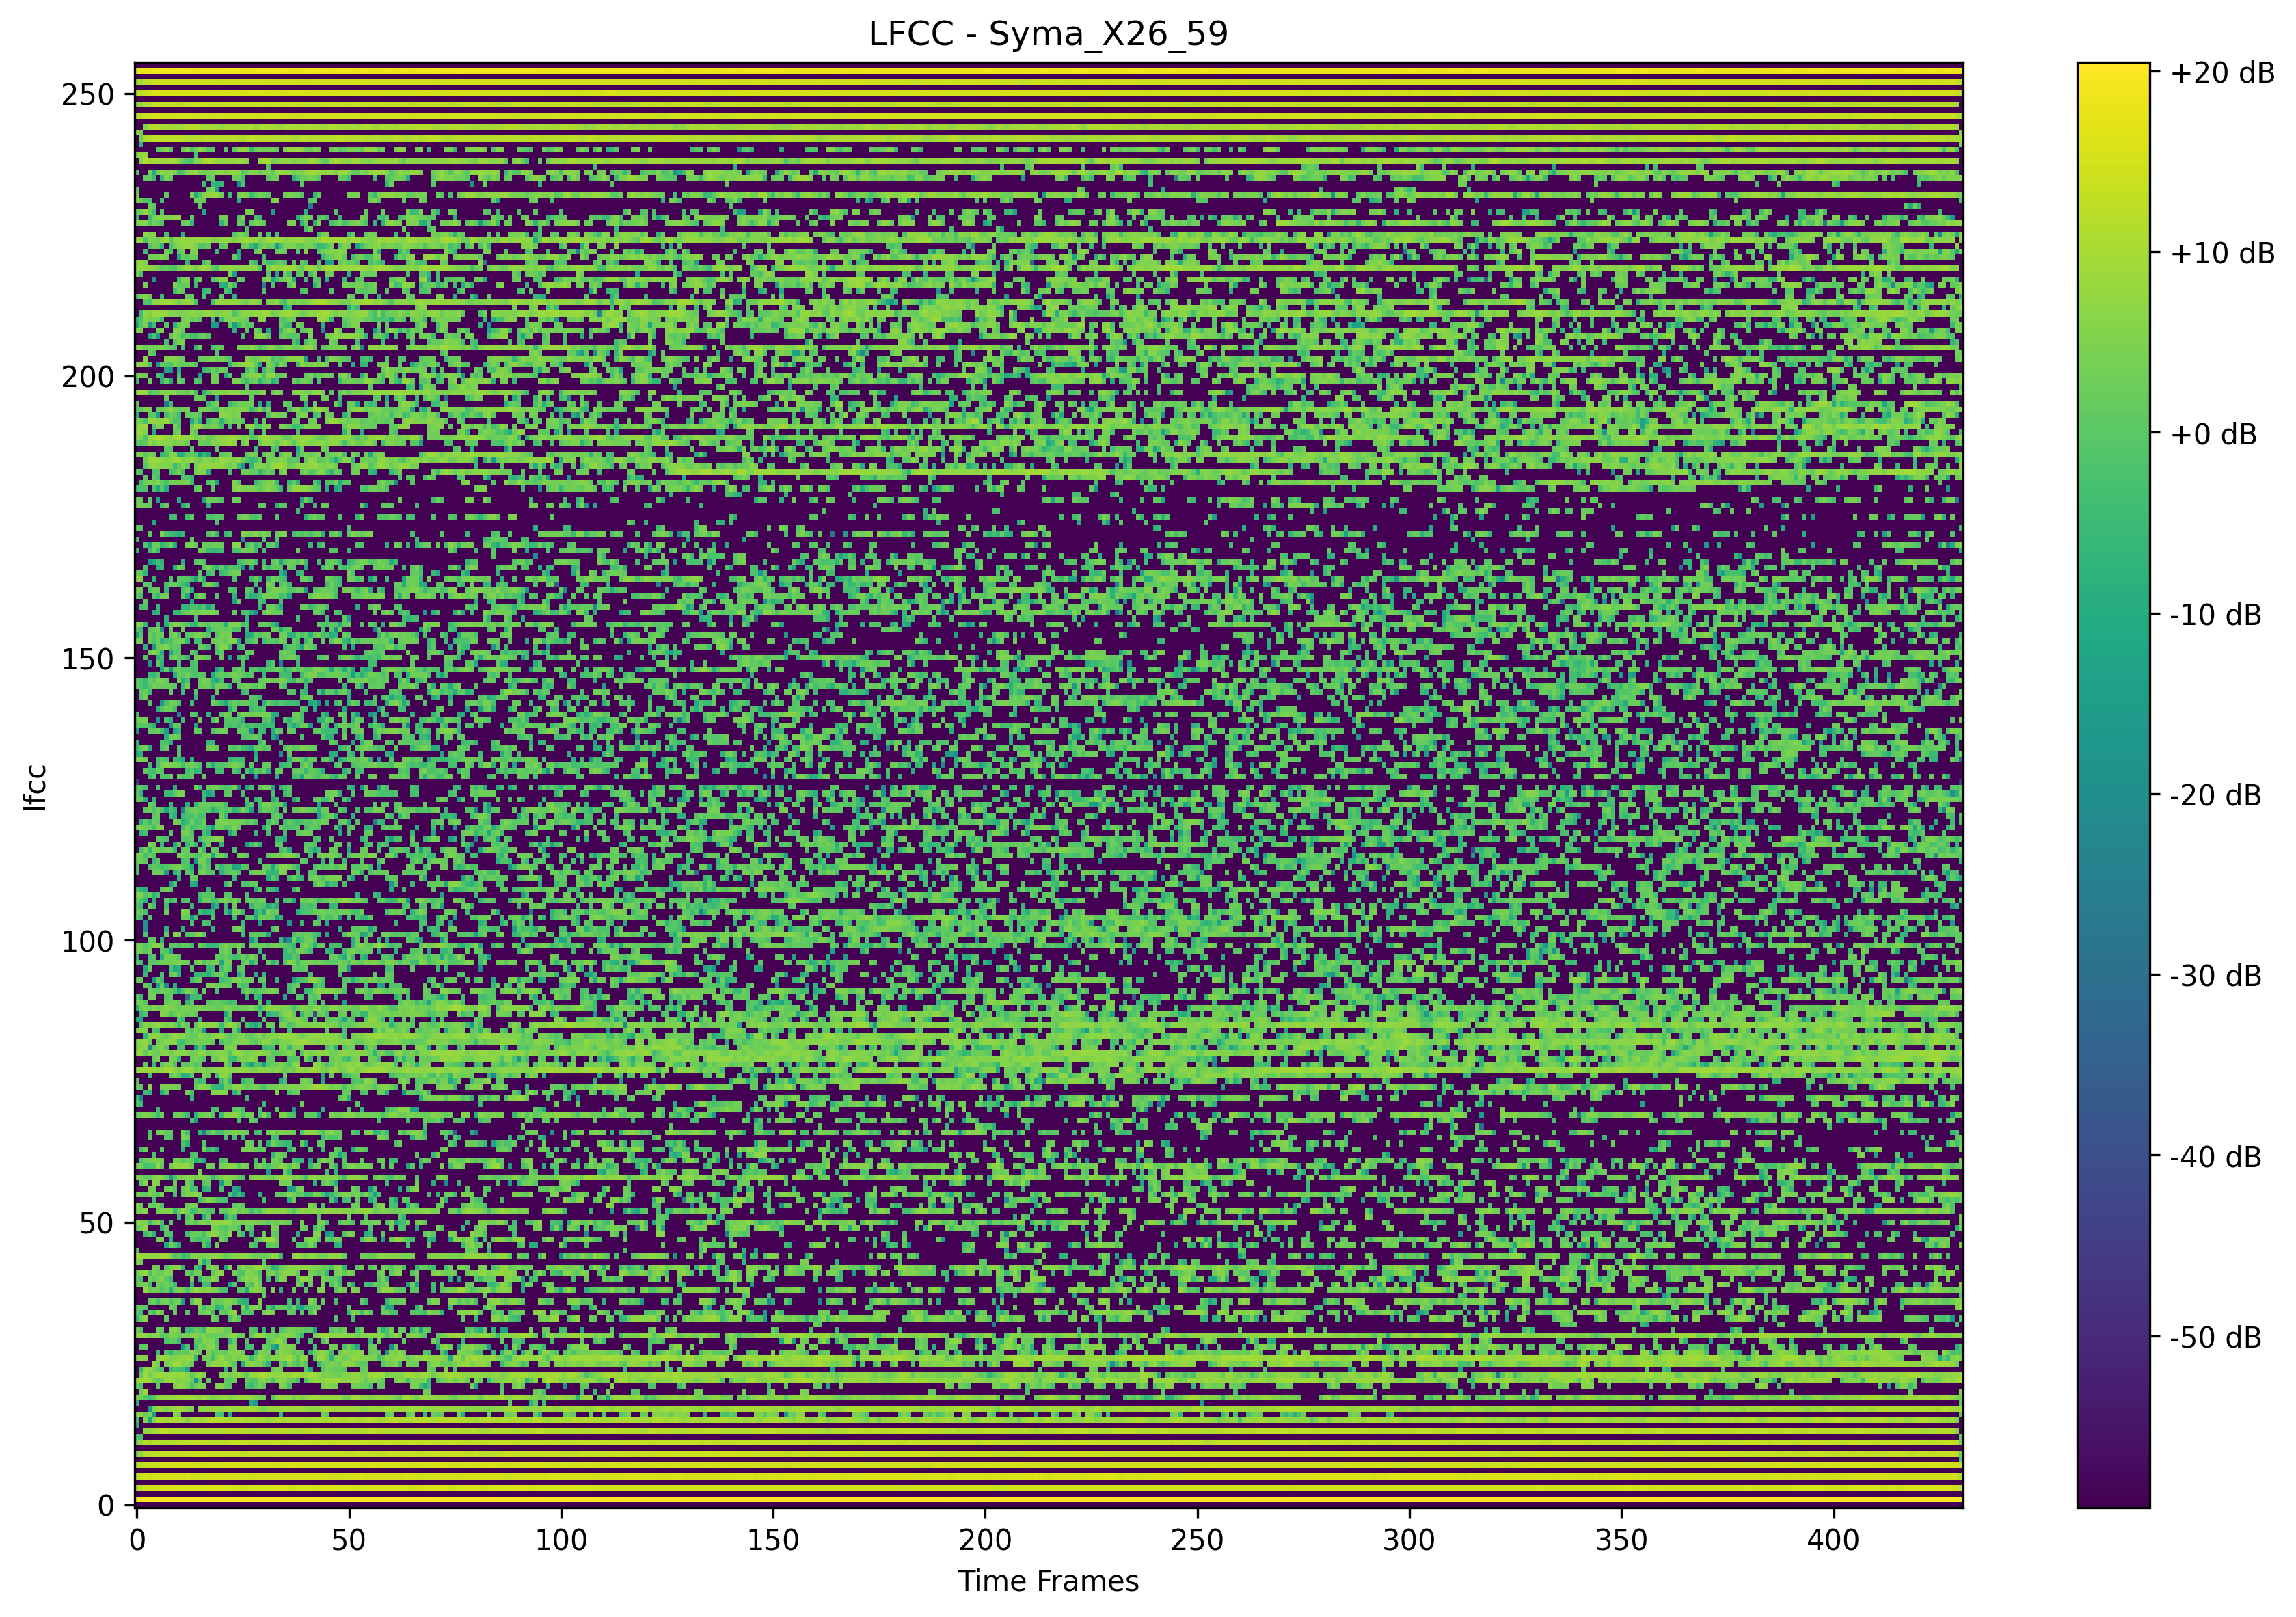 LFCC - Syma_X26_59
lfcc
250
200
150
100
50
0
0 50 100 150 200 250 300 350 400
Time Frames
+20 dB
+10 dB
+0 dB
-10 dB
-20 dB
-30 dB
-40 dB
-50 dB